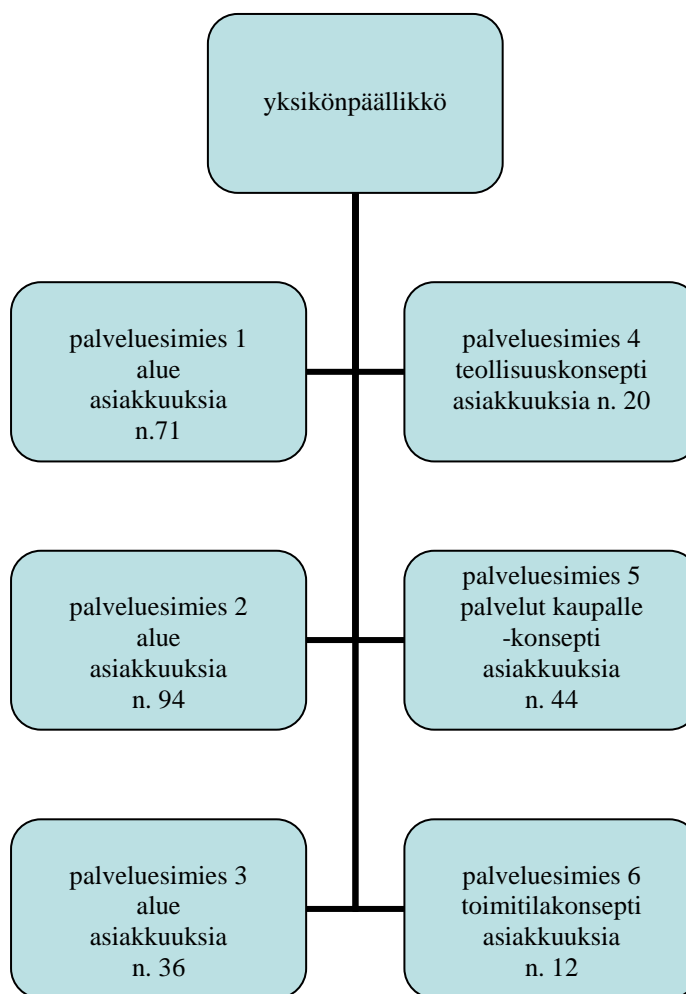 yksikönpäällikkö
palveluesimies 1
alue
asiakkuuksia
n.71
palveluesimies 4
teollisuuskonsepti
asiakkuuksia n. 20
palveluesimies 2
alue
asiakkuuksia
n. 94
palveluesimies 5
palvelut kaupalle
-konsepti
asiakkuuksia
n. 44
palveluesimies 3
alue
asiakkuuksia
n. 36
palveluesimies 6
toimitilakonsepti
asiakkuuksia
n. 12